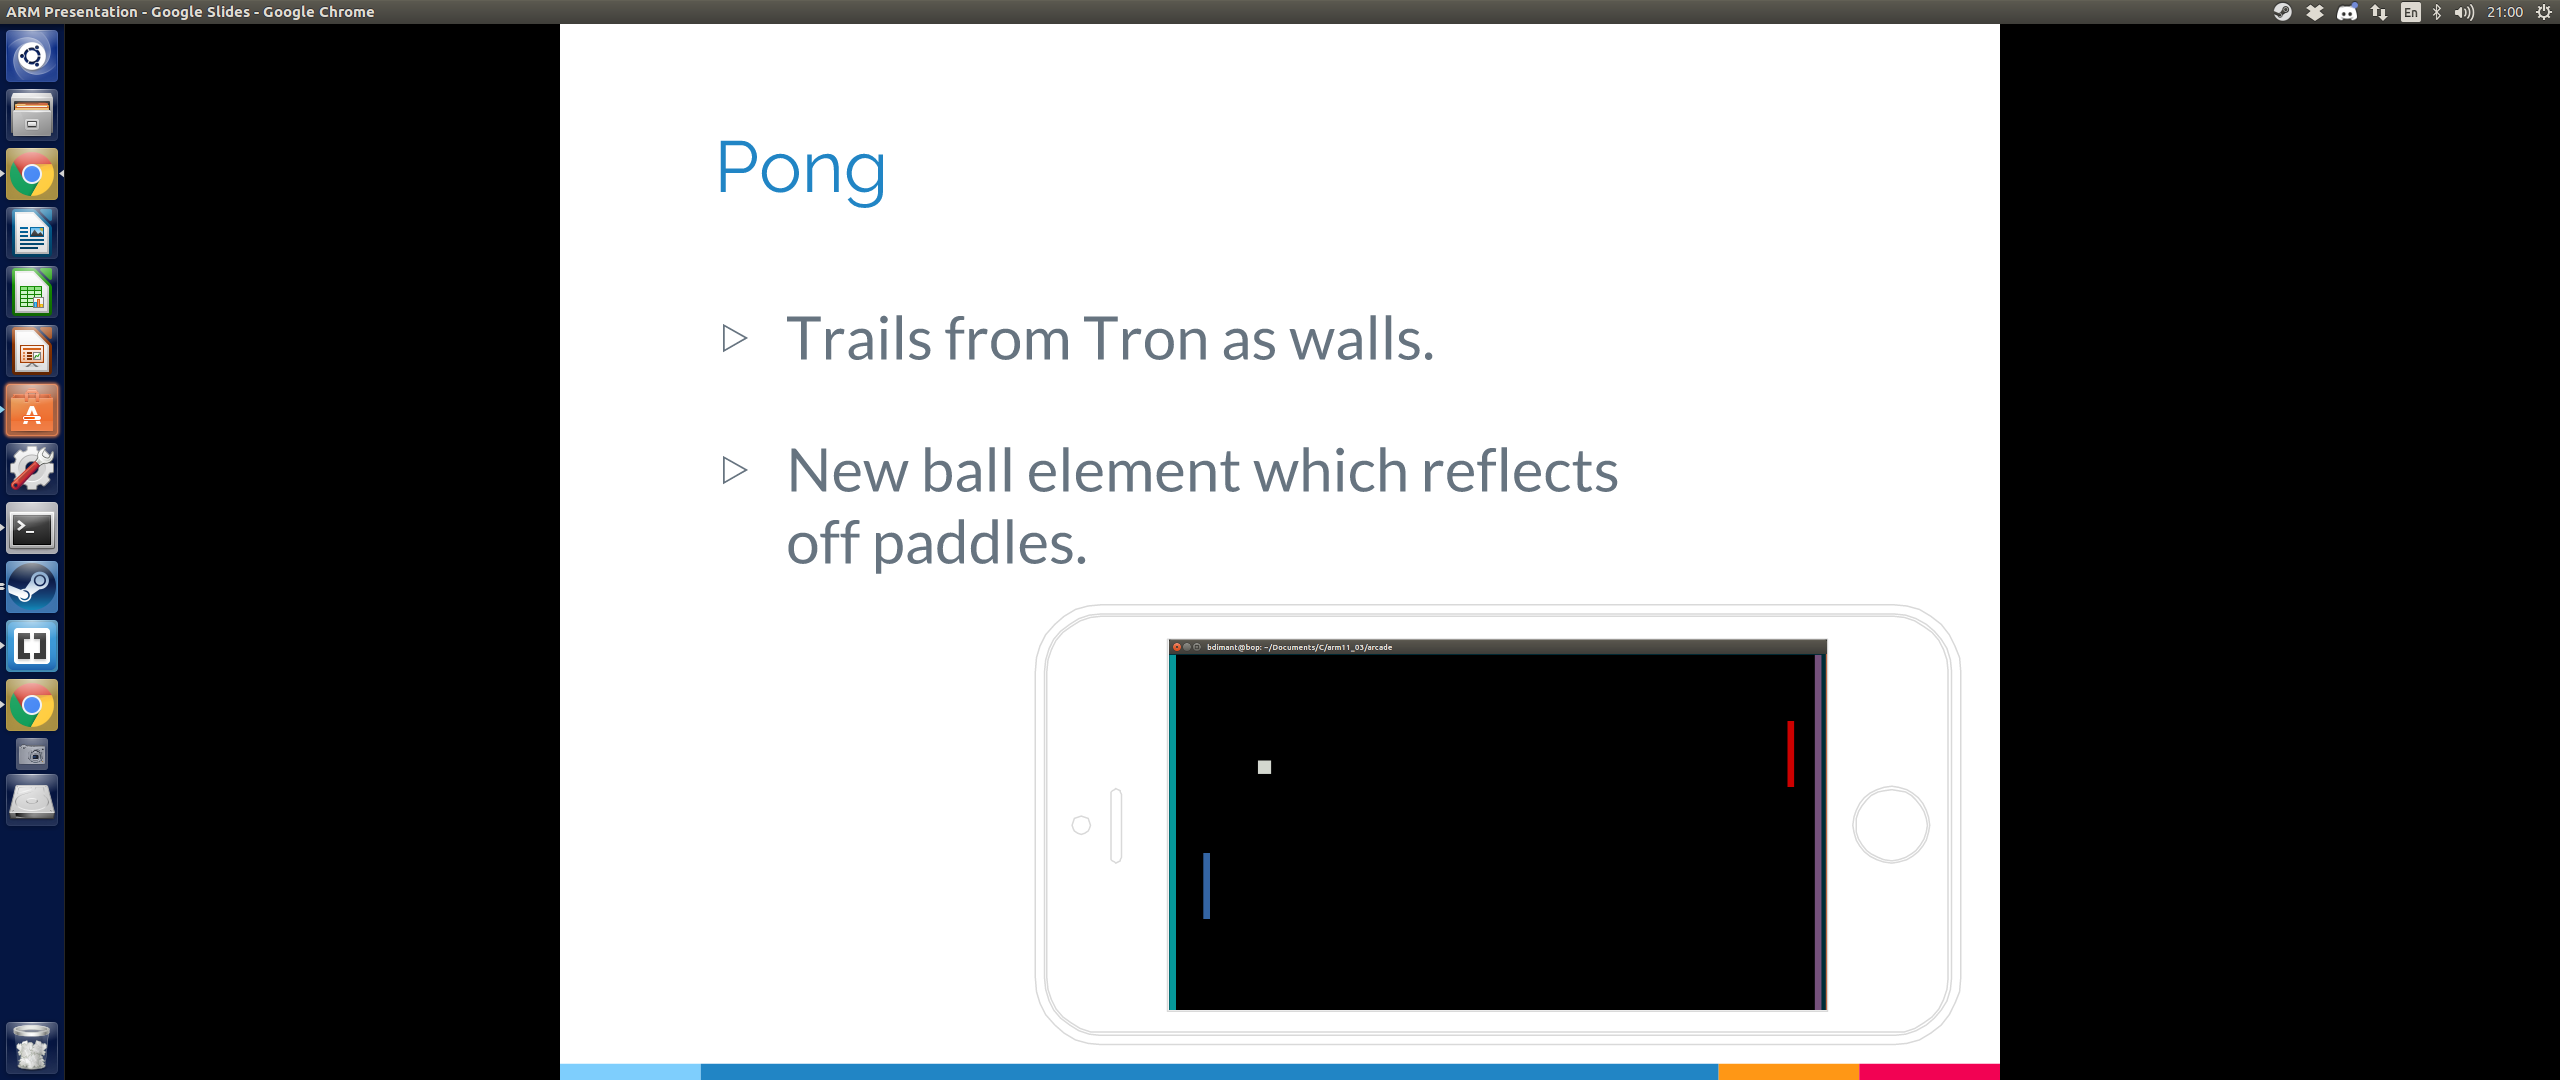 ARM Presentation - Google Slides - Google Chrome
En
21:00
Pong
Trails from Tron as walls.
New ball element which reflects
off paddles.
bdimant@bop: ~/Documents/C/arm11_03/arcade